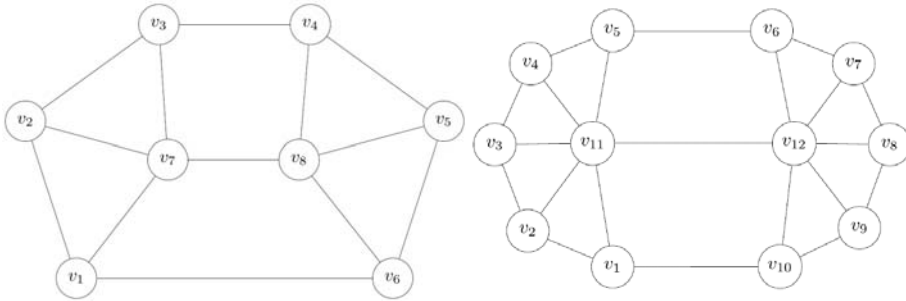 v₃ v₄ v₅ v₆
v₄ v₇
v₂ v₅
v₃ v₁₁ v₁₂ v₈
v₇ v₈
v₂ v₉
v₁ v₆ v₁ v₁₀